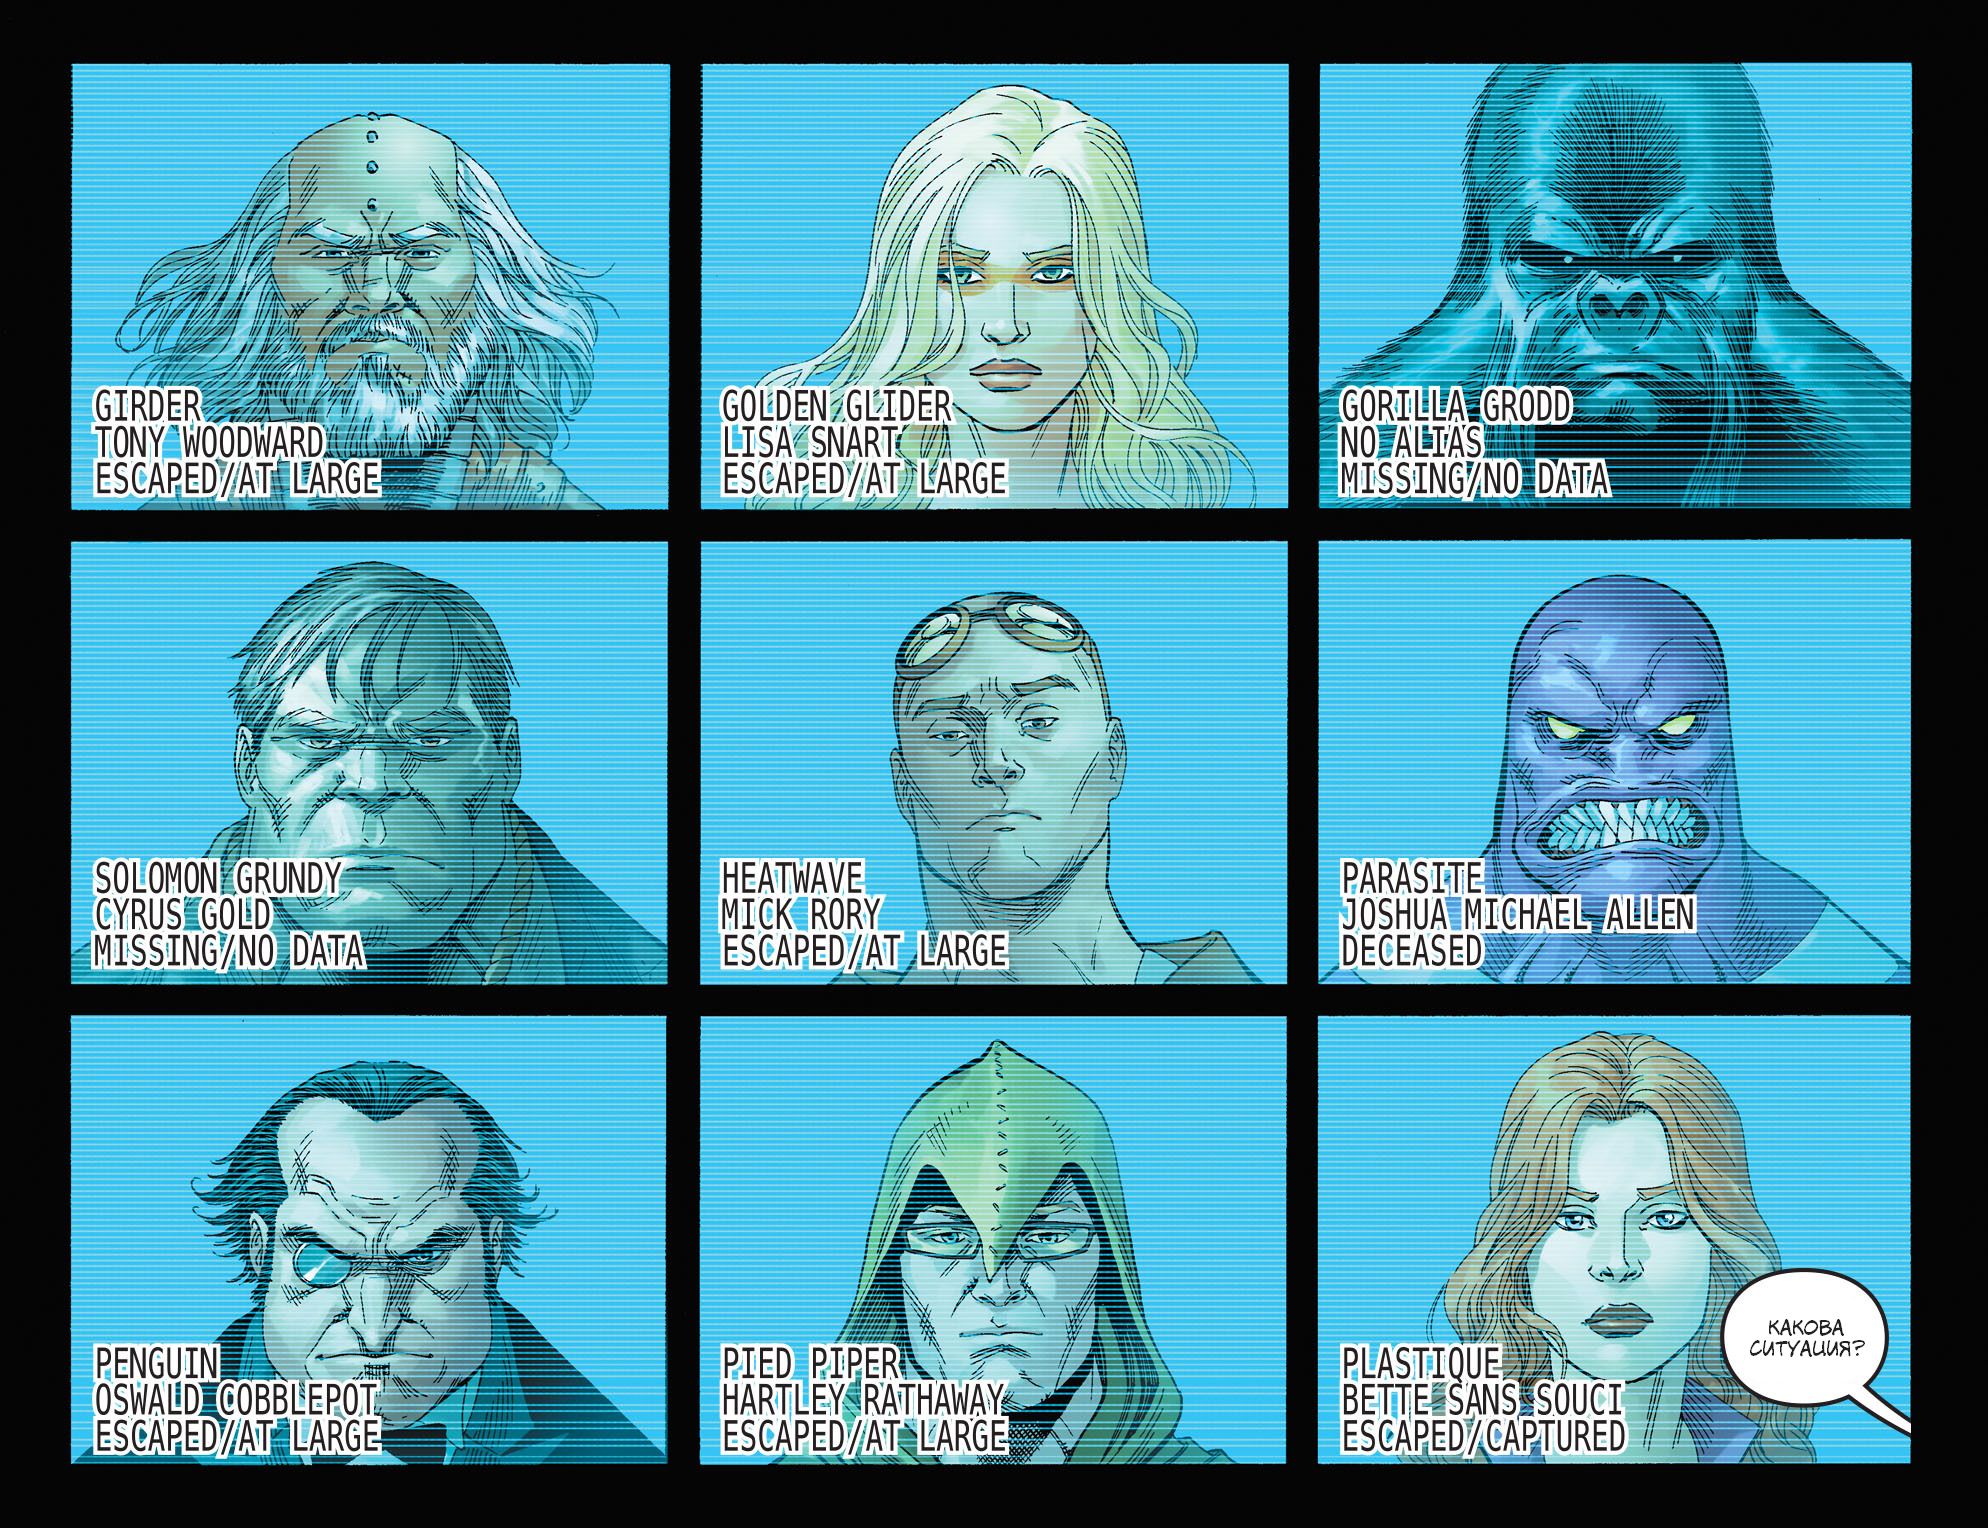 GIRDER
TONY WOODWARD
ESCAPED/AT LARGE
GOLDEN GLIDER
LISA SNART
ESCAPED/AT LARGE
GORILLA GRODD
NO ALIAS
MISSING/NO DATA
SOLOMON GRUNDY
CYRUS GOLD
MISSING/NO DATA
HEATWAVE
MICK RORY
ESCAPED/AT LARGE
PARASITE
JOSHUA MICHAEL ALLEN
DECEASED
PENGUIN
OSWALD COBBLEPOT
ESCAPED/AT LARGE
PIED PIPER
HARTLEY RATHAWAY
ESCAPED/AT LARGE
PLASTIQUE
BETTE SANS SOUCI
ESCAPED/CAPTURED
КАКОВА
СИТУАЦИЯ?